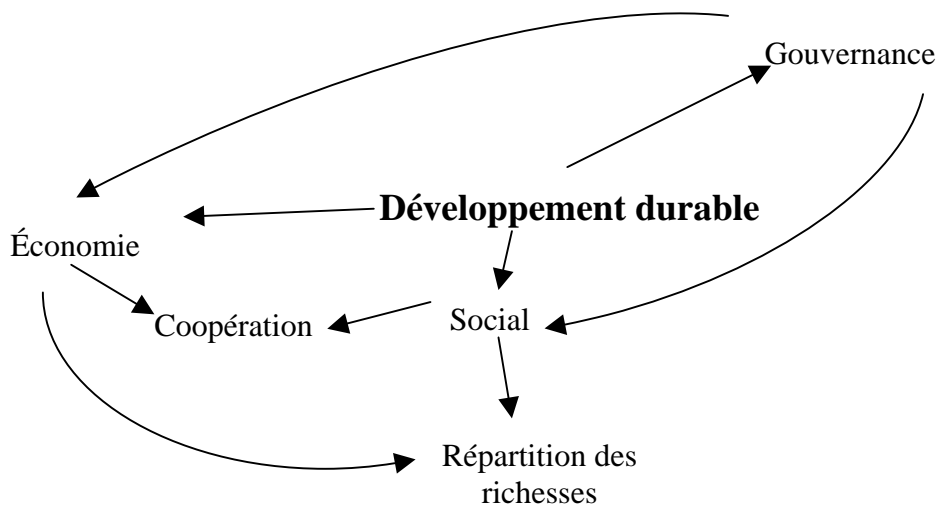 Gouvernance
Développement durable
Économie
Coopération
Social
Répartition des
richesses